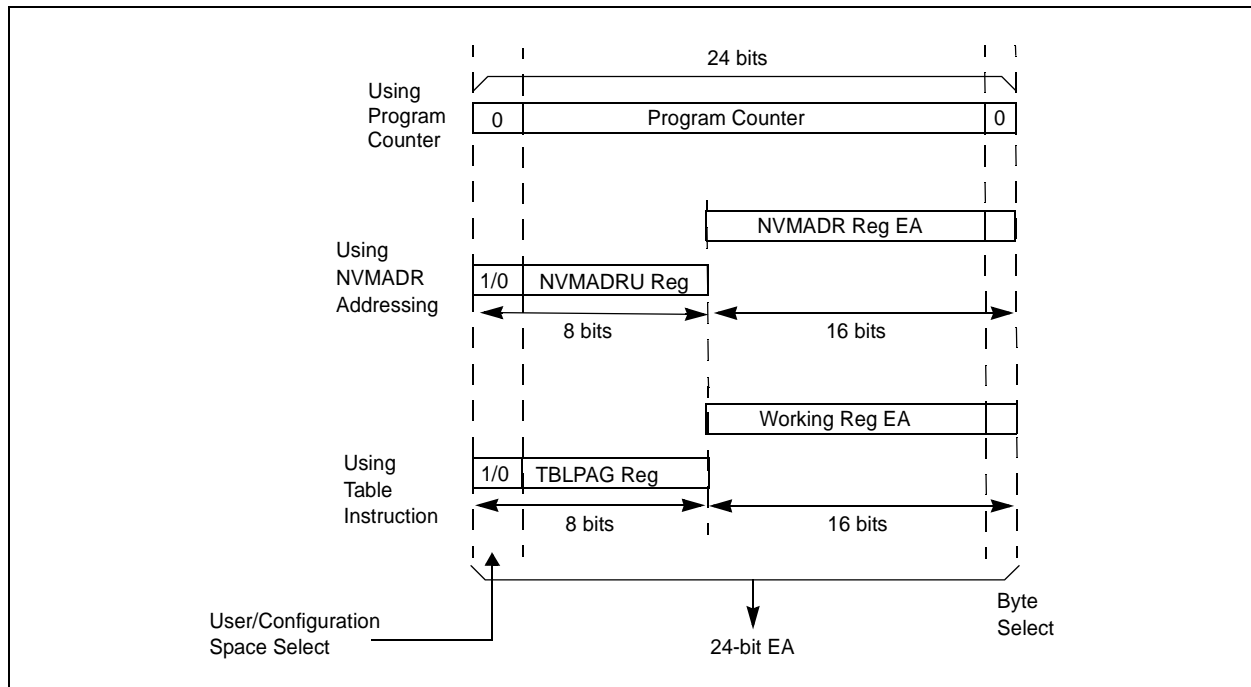 24 bits
Using
Program
Counter
0
Program Counter
0
NVMADR Reg EA
Using
NVMADR
Addressing
1/0
NVMADRU Reg
8 bits
16 bits
Working Reg EA
Using
Table
Instruction
1/0
TBLPAG Reg
8 bits
16 bits
User/Configuration
Space Select
24-bit EA
Byte
Select